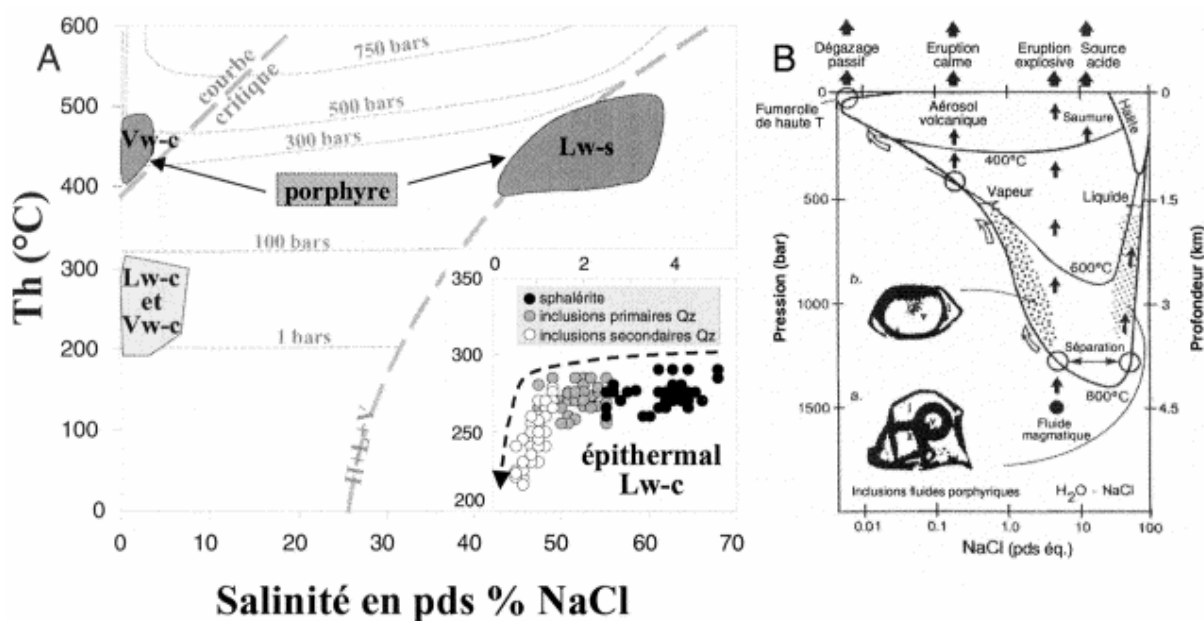 A
Th (°C)
600
500
400
300
200
100
0
0
10
20
30
40
50
60
70
Salinité en pds % NaCl
750 bars
500 bars
300 bars
100 bars
1 bars
courbe
critique
H+L+V
Vw-c
Lw-s
porphyre
Lw-c
et
Vw-c
0
2
4
350
300
250
200
sphalérite
inclusions primaires Qz
inclusions secondaires Qz
épithermal
Lw-c
B
Dégazage
passif
Eruption
calme
Eruption
explosive
Source
acide
Fumerolle
de haute T
Aérosol
volcanique
Saumure
Halite
400°C
Vapeur
Liquide
600°C
Séparation
800°C
Fluide
magmatique
b.
a.
Inclusions fluides porphyriques
H₂O - NaCl
Pression (bar)
0
500
1000
1500
Profondeur (km)
0
1.5
3
4.5
0.01
0.1
1.0
10
100
NaCl (pds éq.)